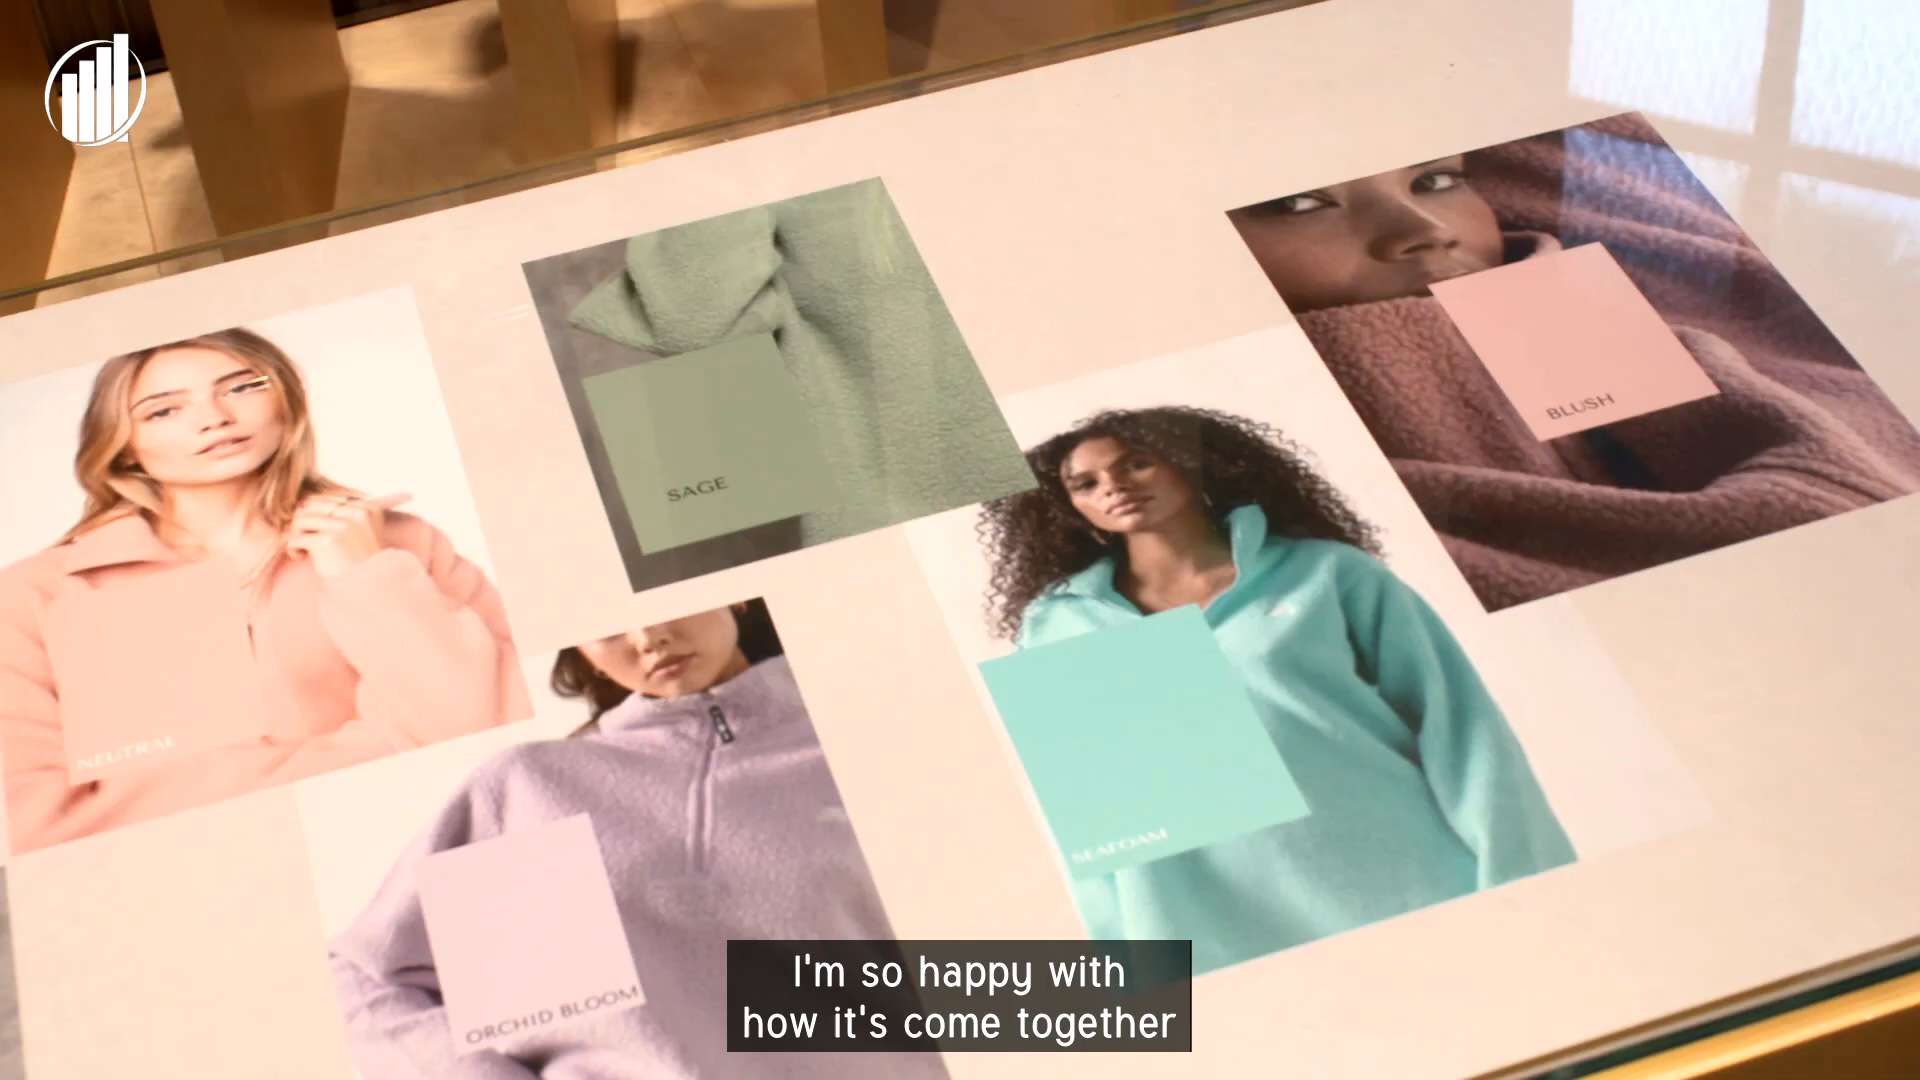 SAGE
BLUSH
NEUTRAL
SEAFOAM
ORCHID BLOOM
I'm so happy with
how it's come together